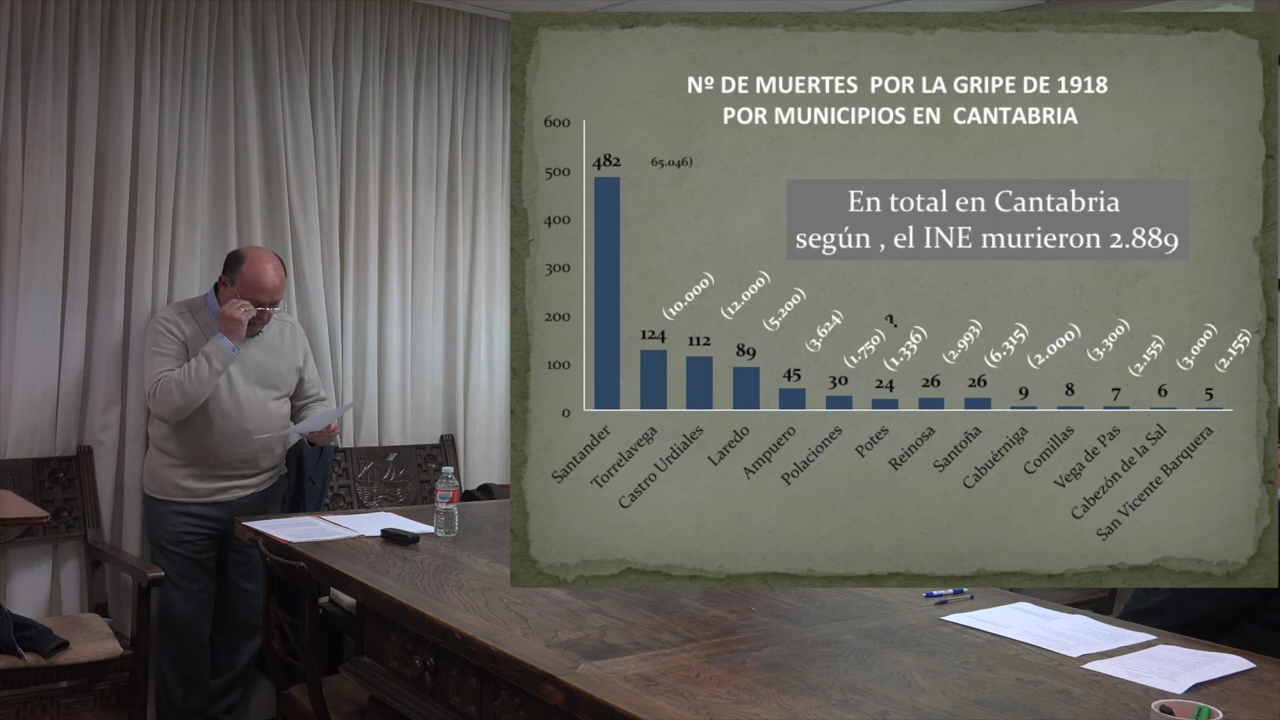 Nº DE MUERTES POR LA GRIPE DE 1918
POR MUNICIPIOS EN CANTABRIA
En total en Cantabria
según , el INE murieron 2.889
600
500
400
300
200
100
0
482
65.046)
124
(10.000)
112
(12.000)
89
(5.200)
45
(3.624)
30
(1.750)
24
?
(1.336)
26
(2.993)
26
(6.315)
9
(2.000)
8
(3.300)
7
(2.155)
6
(3.000)
5
(2.155)
Santander
Torrelavega
Castro Urdiales
Laredo
Ampuero
Polaciones
Potes
Reinosa
Santoña
Cabuérniga
Comillas
Vega de Pas
Cabezón de la Sal
San Vicente Barquera